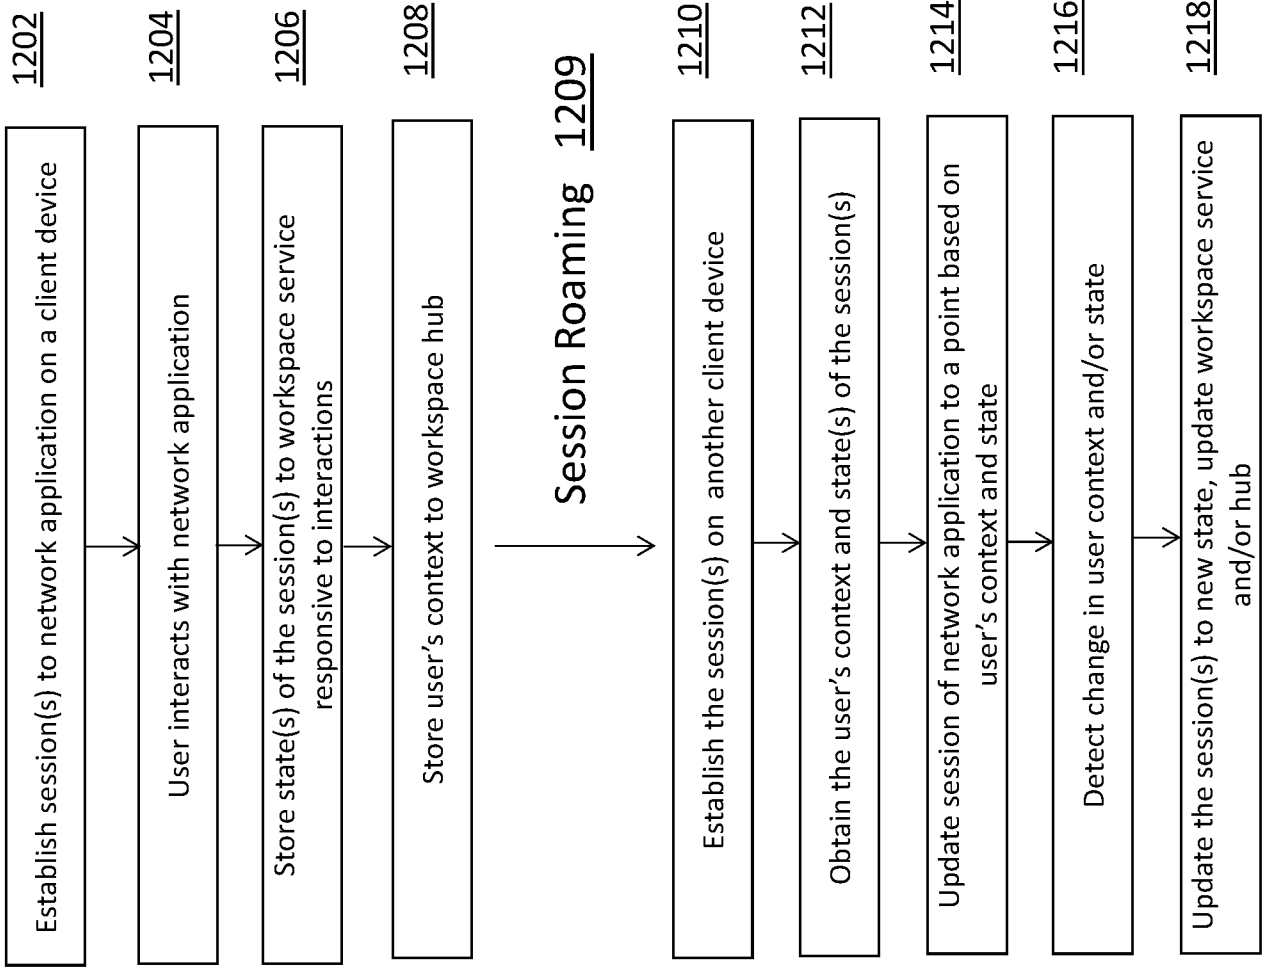 Establish session(s) to network application on a client device 1202
User interacts with network application 1204
Store state(s) of the session(s) to workspace service 1206
responsive to interactions
Store user's context to workspace hub 1208
Session Roaming 1209
Establish the session(s) on another client device 1210
Obtain the user's context and state(s) of the session(s) 1212
Update session of network application to a point based on 1214
user's context and state
Detect change in user context and/or state 1216
Update the session(s) to new state, update workspace service 1218
and/or hub